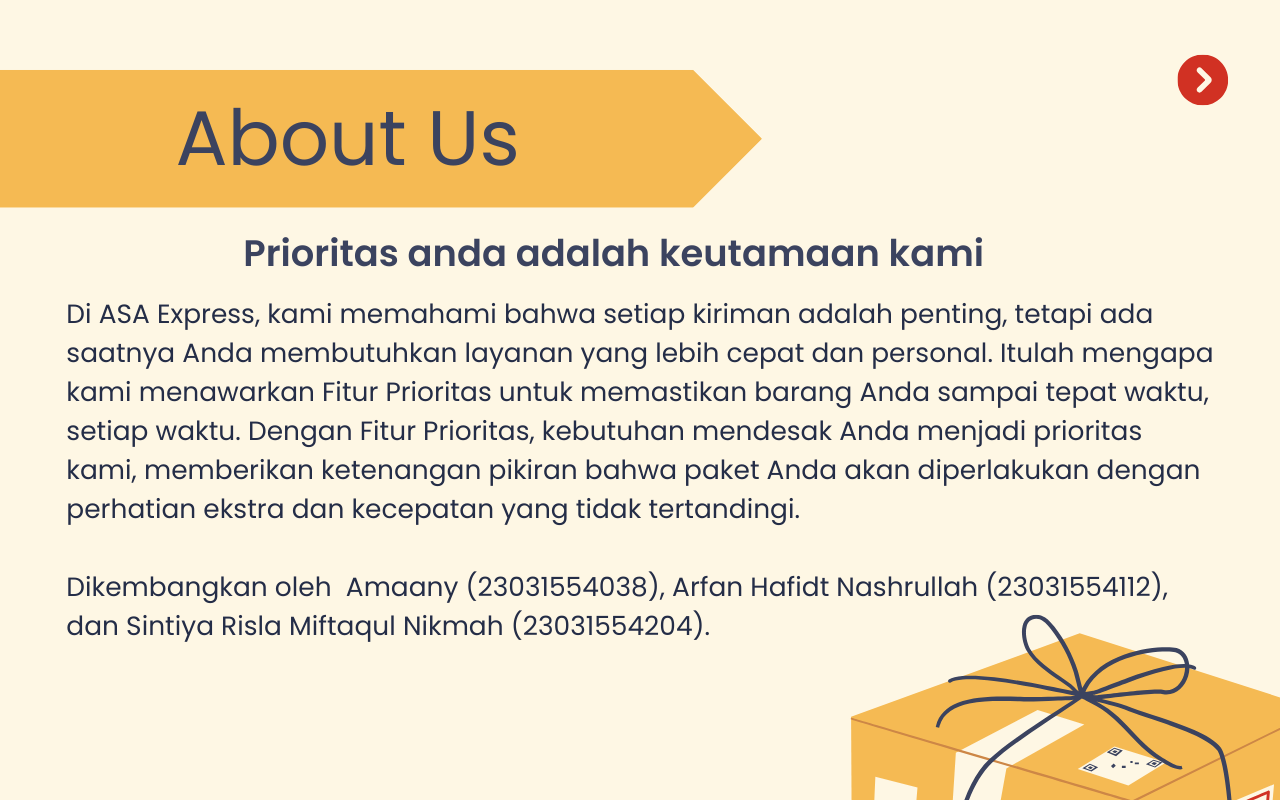 About Us
Prioritas anda adalah keutamaan kami
Di ASA Express, kami memahami bahwa setiap kiriman adalah penting, tetapi ada
saatnya Anda membutuhkan layanan yang lebih cepat dan personal. Itulah mengapa
kami menawarkan Fitur Prioritas untuk memastikan barang Anda sampai tepat waktu,
setiap waktu. Dengan Fitur Prioritas, kebutuhan mendesak Anda menjadi prioritas
kami, memberikan ketenangan pikiran bahwa paket Anda akan diperlakukan dengan
perhatian ekstra dan kecepatan yang tidak tertandingi.
Dikembangkan oleh  Amaany (23031554038), Arfan Hafidt Nashrullah (23031554112),
dan Sintiya Risla Miftaqul Nikmah (23031554204).